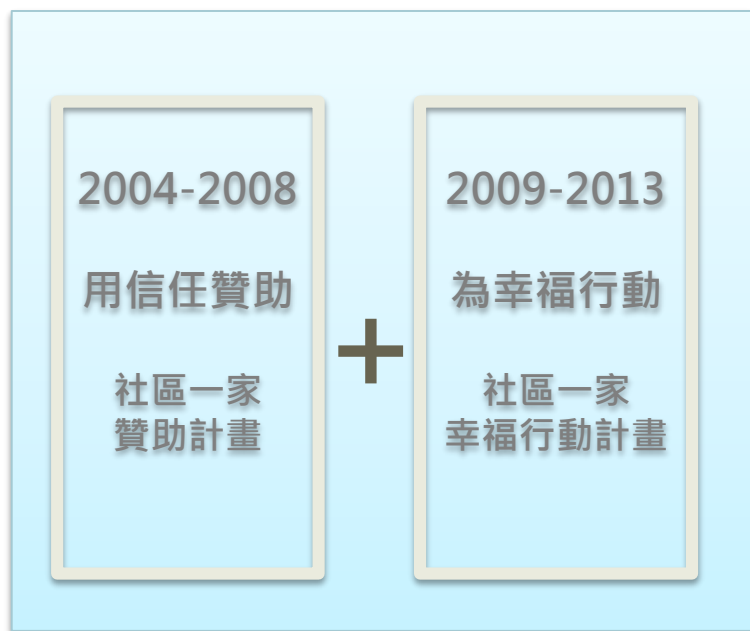 2004-2008
用信任贊助
社區一家
贊助計畫
+
2009-2013
為幸福行動
社區一家
幸福行動計畫